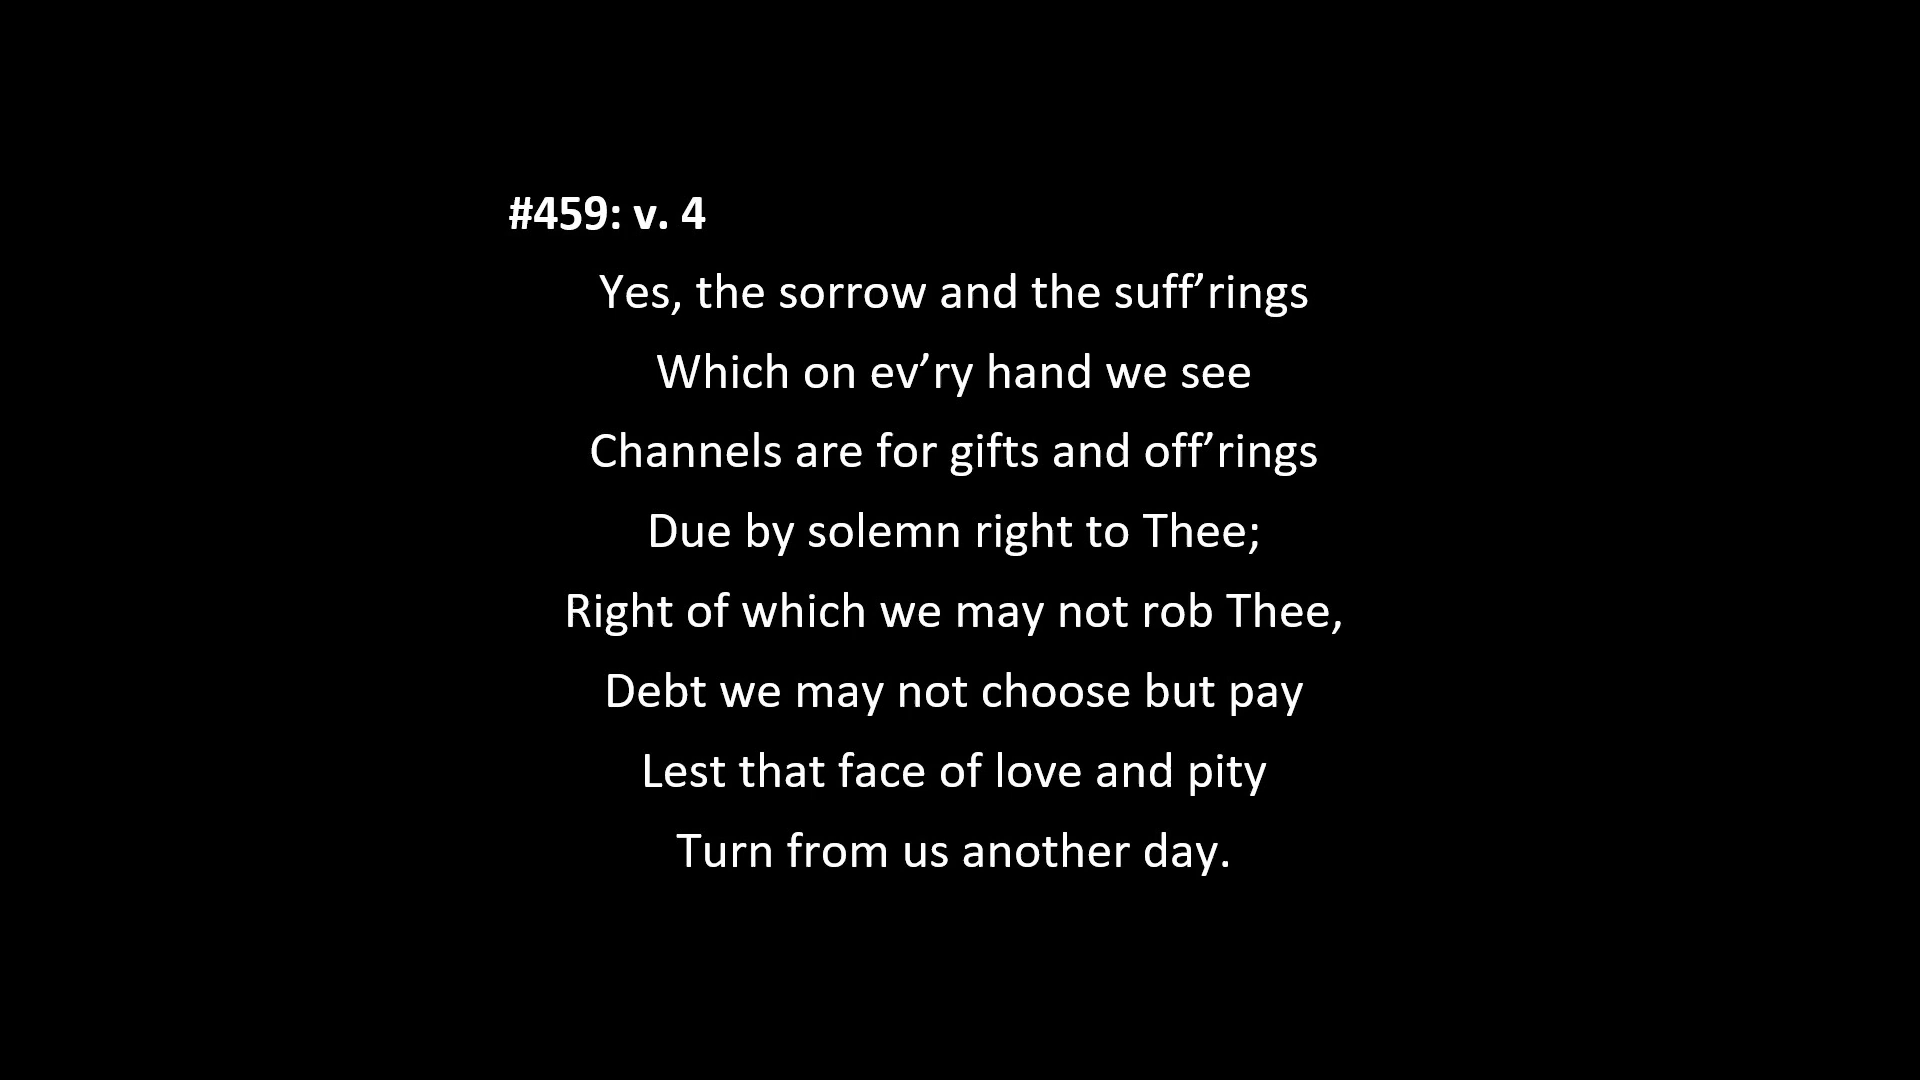 #459: v. 4
Yes, the sorrow and the suff’rings
Which on ev’ry hand we see
Channels are for gifts and off’rings
Due by solemn right to Thee;
Right of which we may not rob Thee,
Debt we may not choose but pay
Lest that face of love and pity
Turn from us another day.